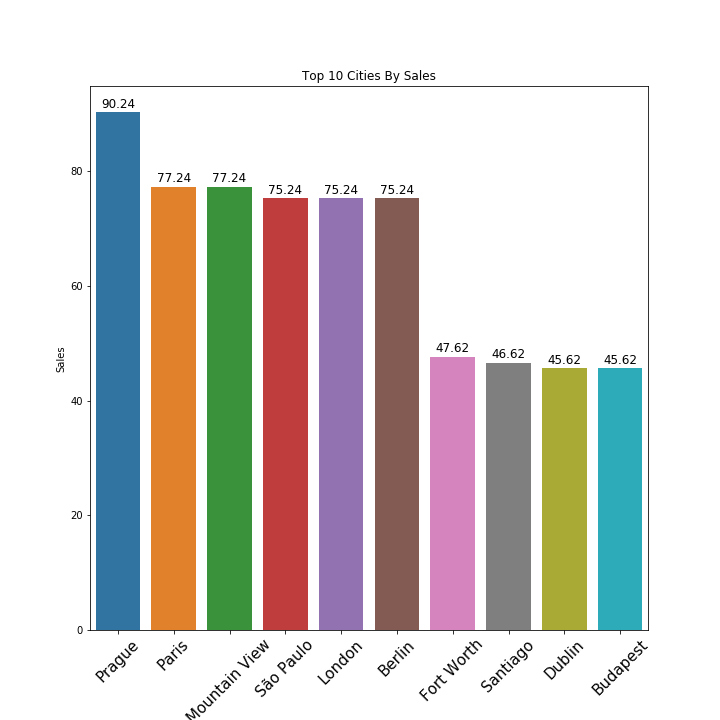 Top 10 Cities By Sales
90.24
77.24
77.24
75.24
75.24
75.24
47.62
46.62
45.62
45.62
80
60
40
20
0
Sales
Prague
Paris
Mountain View
São Paulo
London
Berlin
Fort Worth
Santiago
Dublin
Budapest